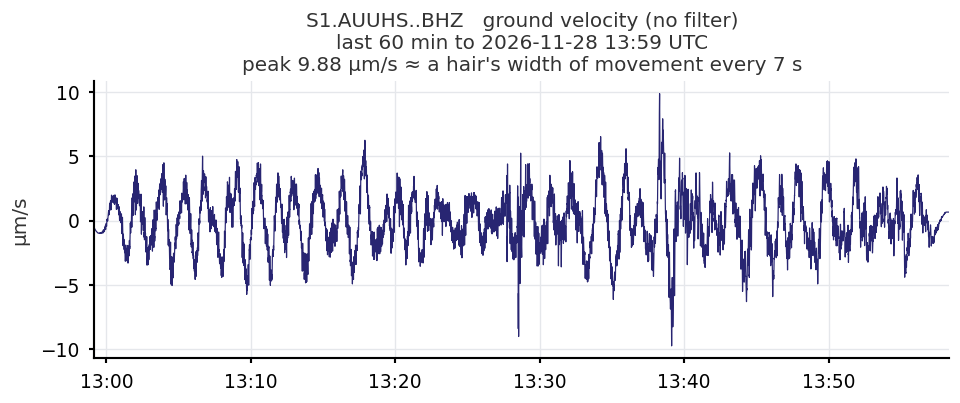 S1.AUUHS..BHZ   ground velocity (no filter)
last 60 min to 2026-11-28 13:59 UTC
peak 9.88 µm/s ≈ a hair's width of movement every 7 s
µm/s
10
5
0
−5
−10
13:00 13:10 13:20 13:30 13:40 13:50